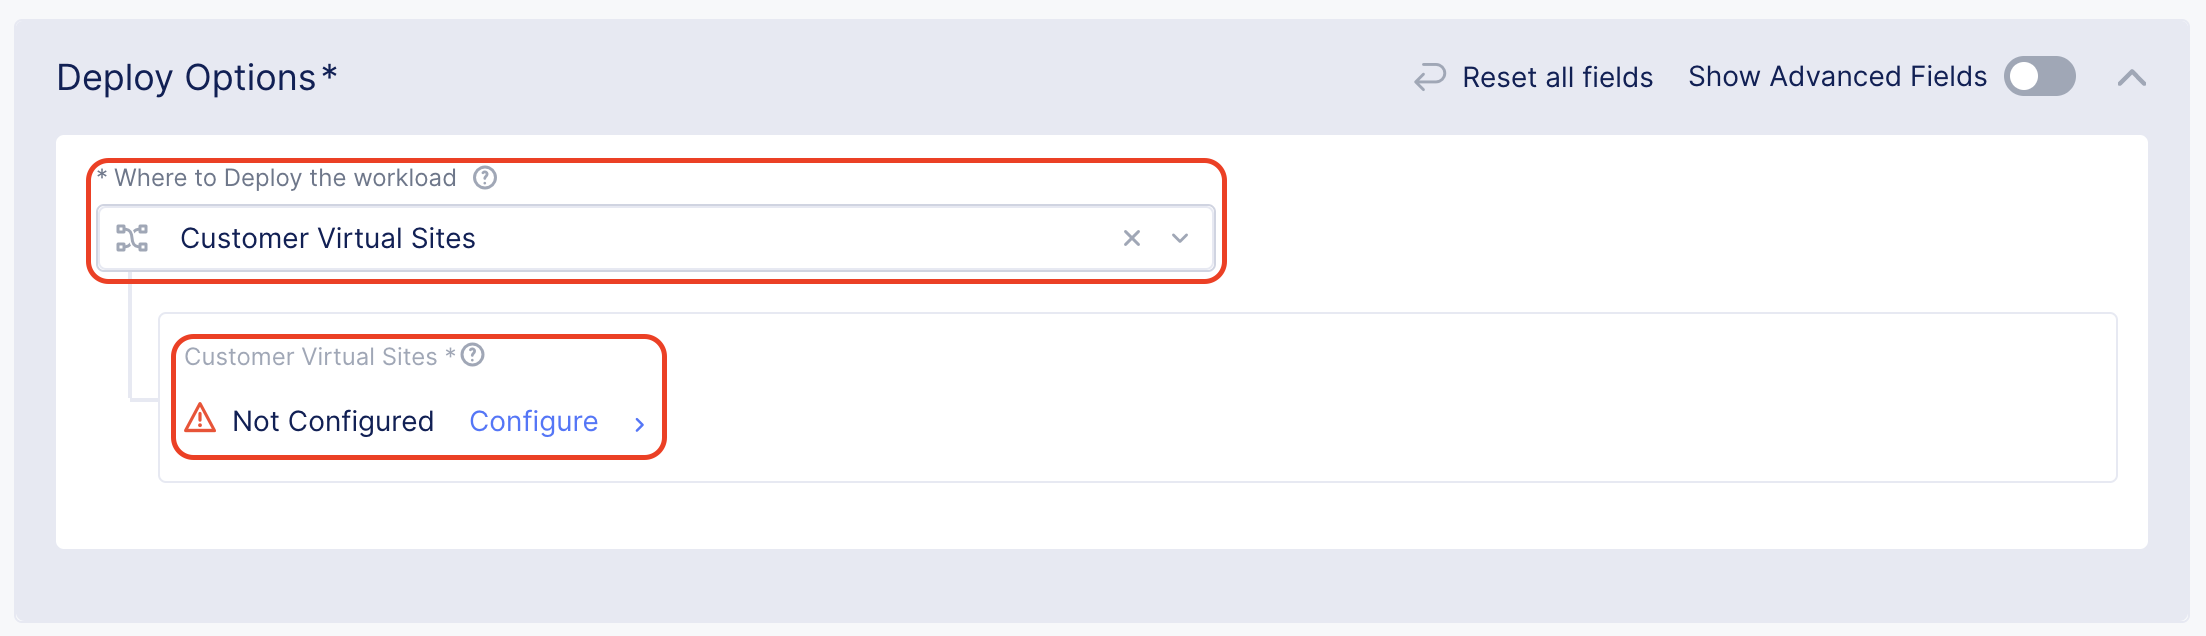 Deploy Options*
Reset all fields
Show Advanced Fields
* Where to Deploy the workload
Customer Virtual Sites
Customer Virtual Sites *
Not Configured Configure